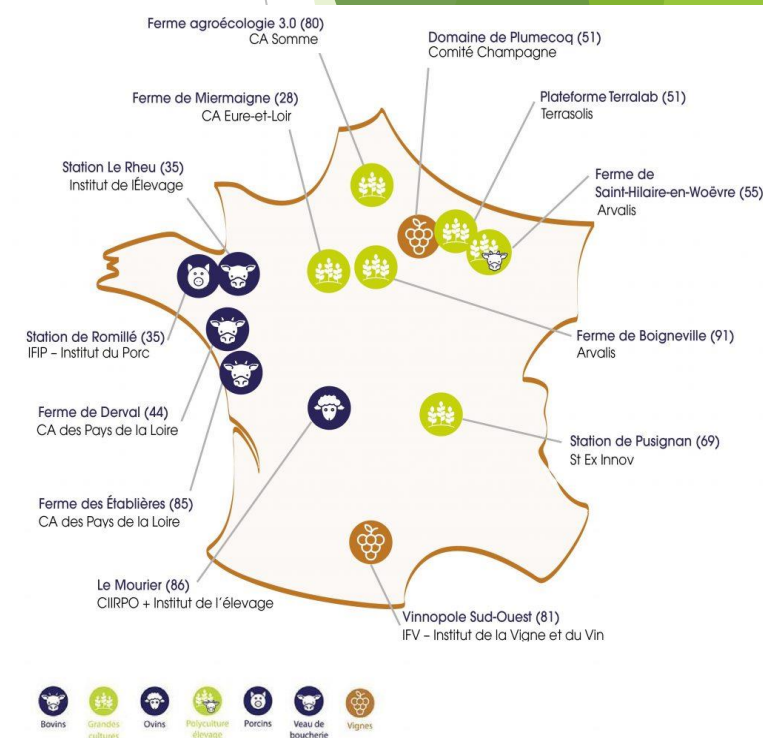 Ferme agroécologie 3.0 (80)
CA Somme
Domaine de Plumecoq (51)
Comité Champagne
Ferme de Miermaigne (28)
CA Eure-et-Loir
Plateforme Terralab (51)
Terrasolis
Station Le Rheu (35)
Institut de lÉlevage
Ferme de
Saint-Hilaire-en-Woëvre (55)
Arvalis
Station de Romillé (35)
IFIP – Institut du Porc
Ferme de Boigneville (91)
Arvalis
Ferme de Derval (44)
CA des Pays de la Loire
Station de Pusignan (69)
St Ex Innov
Ferme des Établières (85)
CA des Pays de la Loire
Le Mourier (86)
CIIRPO + Institut de l'élevage
Vinnopole Sud-Ouest (81)
IFV – Institut de la Vigne et du Vin
Bovins
Grandes
cultures
Ovins
Polyculture
élevage
Porcins
Veau de
boucherie
Vignes